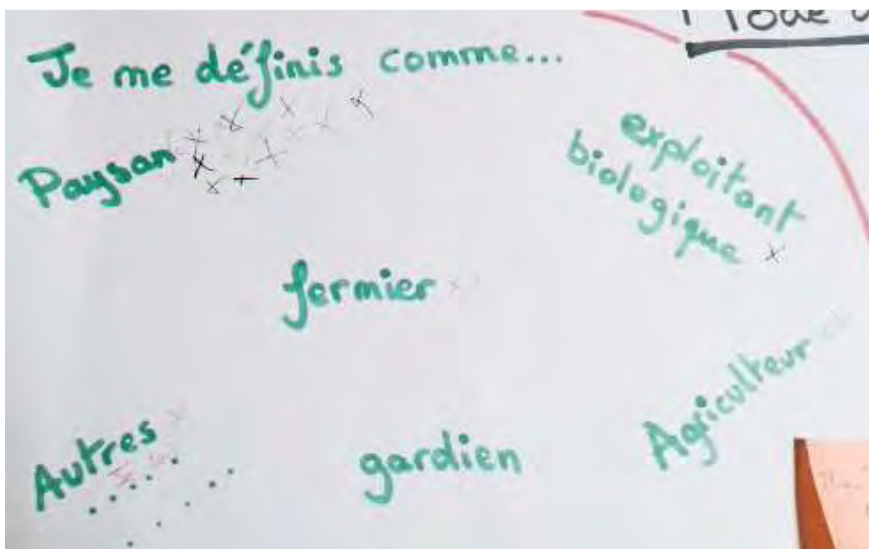 Je me définis comme...
Paysan
exploitant
biologique
fermier
Agriculteur
Autres
gardien